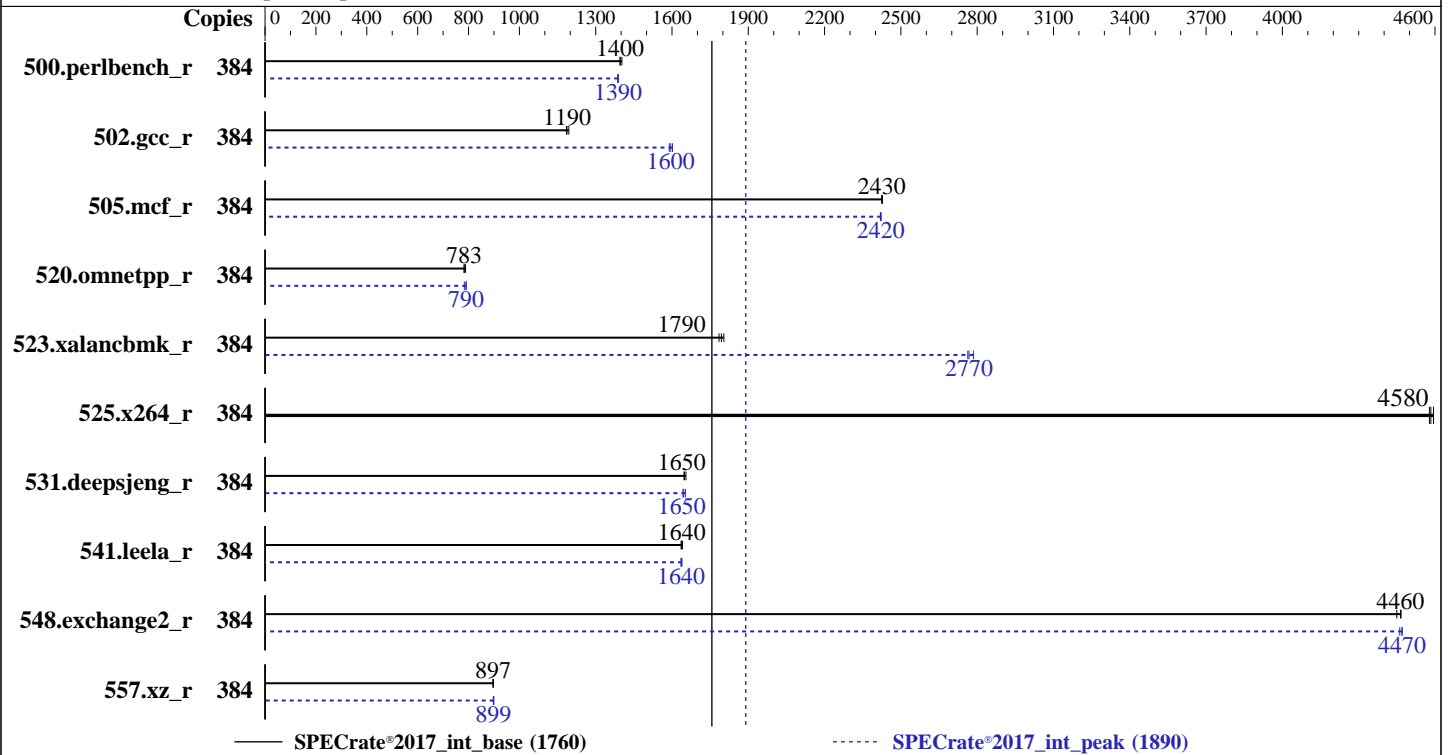 Copies 0 200 400 600 800 1000 1300 1600 1900 2200 2500 2800 3100 3400 3700 4000 4600
500.perlbench_r 384 1400
1390
502.gcc_r 384 1190
1600
505.mcf_r 384 2430
2420
520.omnetpp_r 384 783
790
523.xalancbmk_r 384 1790
2770
525.x264_r 384 4580
531.deepsjeng_r 384 1650
1650
541.leela_r 384 1640
1640
548.exchange2_r 384 4460
4470
557.xz_r 384 897
899
SPECrate®2017_int_base (1760) SPECrate®2017_int_peak (1890)